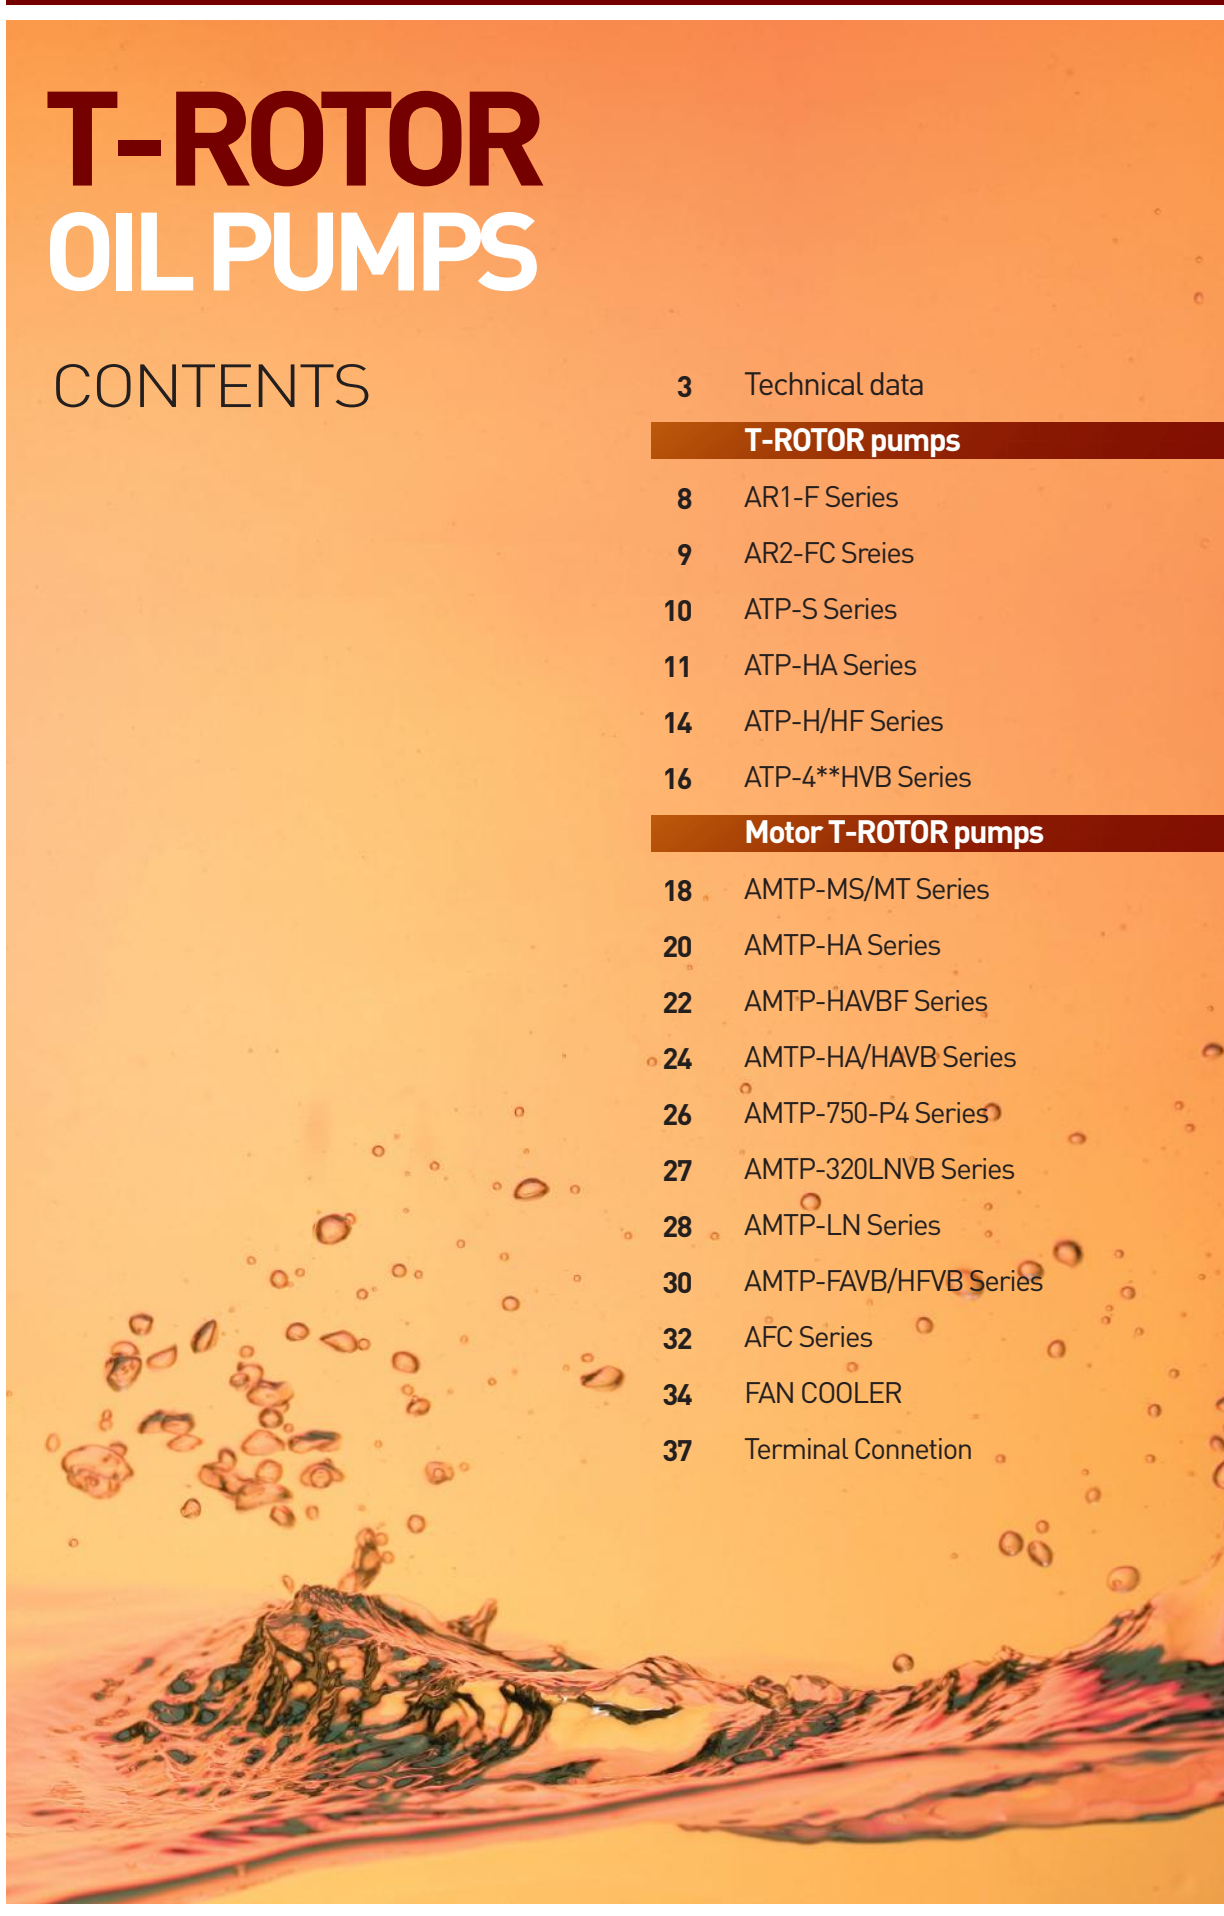 T-ROTOR
OIL PUMPS
CONTENTS
3 Technical data
T-ROTOR pumps
8 AR1-F Series
9 AR2-FC Sreies
10 ATP-S Series
11 ATP-HA Series
14 ATP-H/HF Series
16 ATP-4**HVB Series
Motor T-ROTOR pumps
18 AMTP-MS/MT Series
20 AMTP-HA Series
22 AMTP-HAVBF Series
24 AMTP-HA/HAVB Series
26 AMTP-750-P4 Series
27 AMTP-320LNVB Series
28 AMTP-LN Series
30 AMTP-FAVB/HFVB Series
32 AFC Series
34 FAN COOLER
37 Terminal Connetion